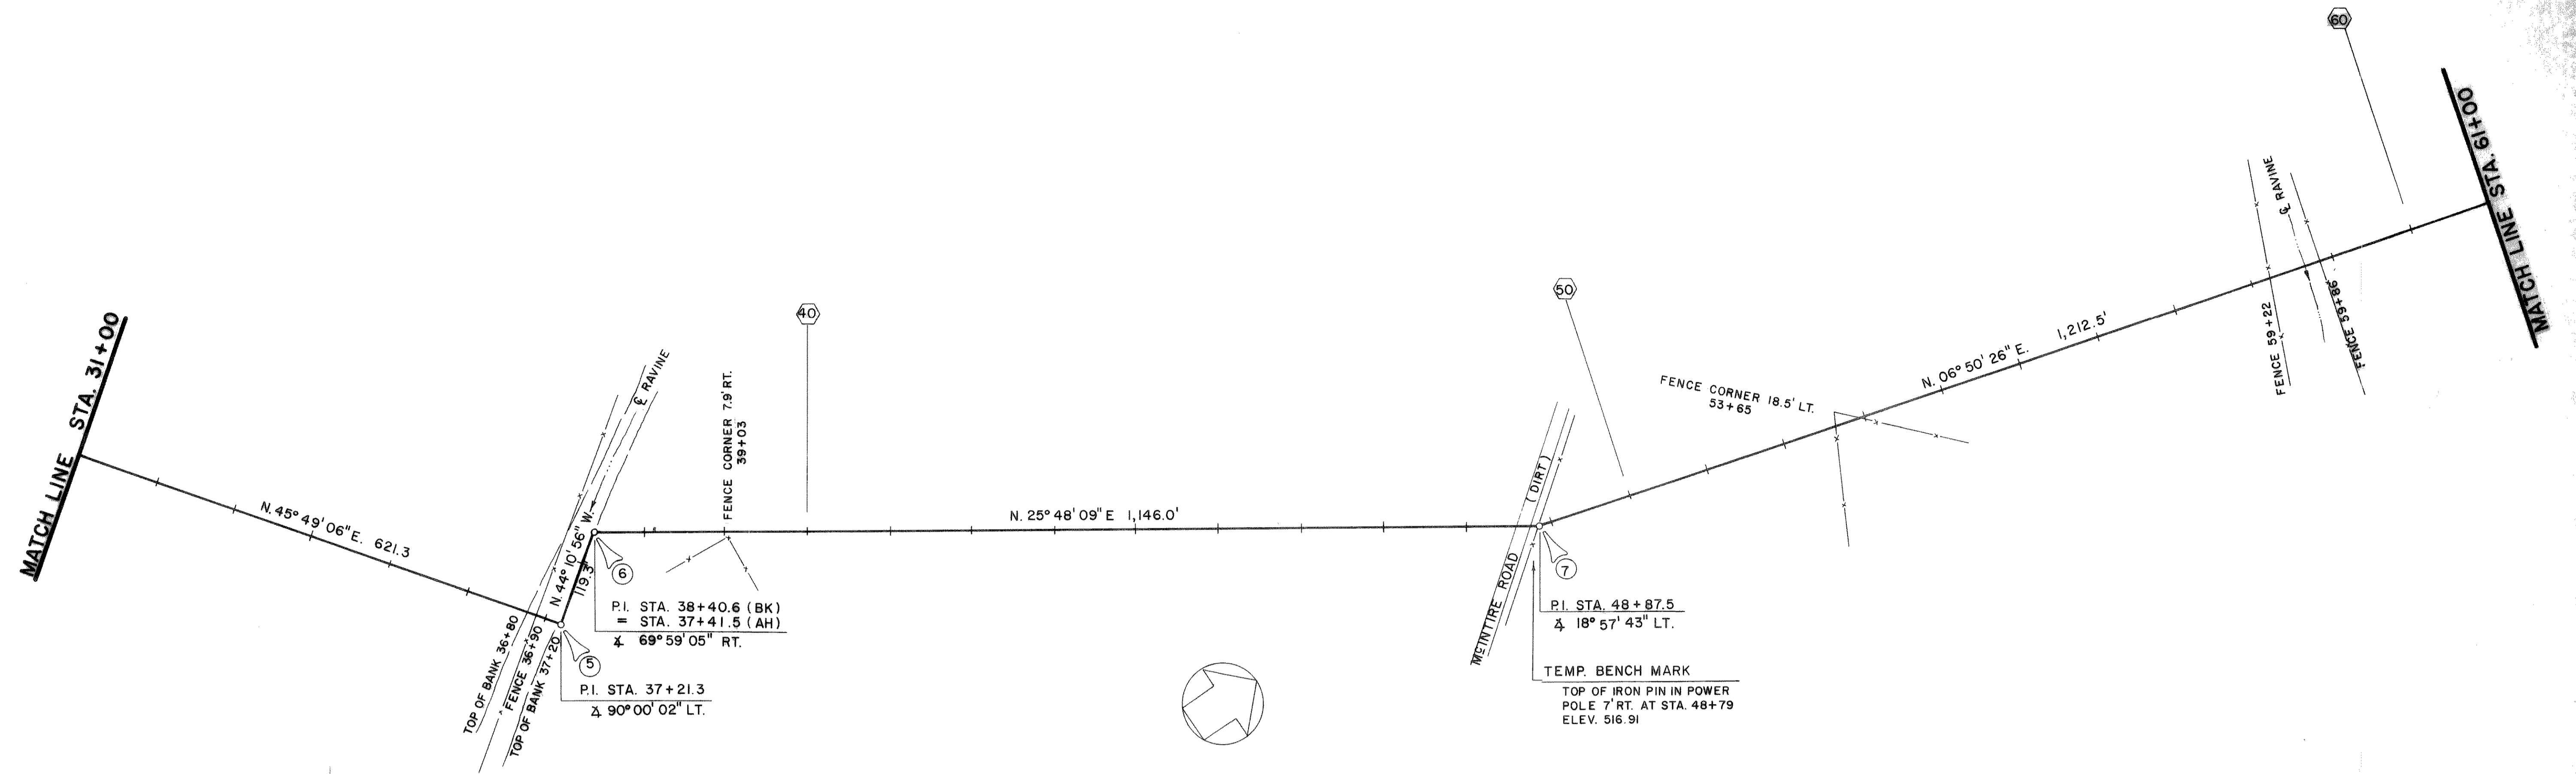 MATCH LINE STA. 31+00
N. 45° 49' 06" E. 621.3
TOP OF BANK 36+80
FENCE 36+90
TOP OF BANK 37+20
N. 44° 10' 56" W.
119.3'
℄ RAVINE
5
P.I. STA. 37+21.3
∡ 90° 00' 02" LT.
6
P.I. STA. 38+40.6 (BK)
= STA. 37+41.5 (AH)
∡ 69° 59' 05" RT.
FENCE CORNER 7.9' RT.
39+03
40
N. 25° 48' 09" E 1,146.0'
McINTIRE ROAD (DIRT)
7
P.I. STA. 48+87.5
∡ 18° 57' 43" LT.
TEMP. BENCH MARK
TOP OF IRON PIN IN POWER
POLE 7' RT. AT STA. 48+79
ELEV. 516.91
50
FENCE CORNER 18.5' LT.
53+65
N. 06° 50' 26" E. 1,212.5'
FENCE 59+22
℄ RAVINE
FENCE 59+86
60
MATCH LINE STA. 61+00